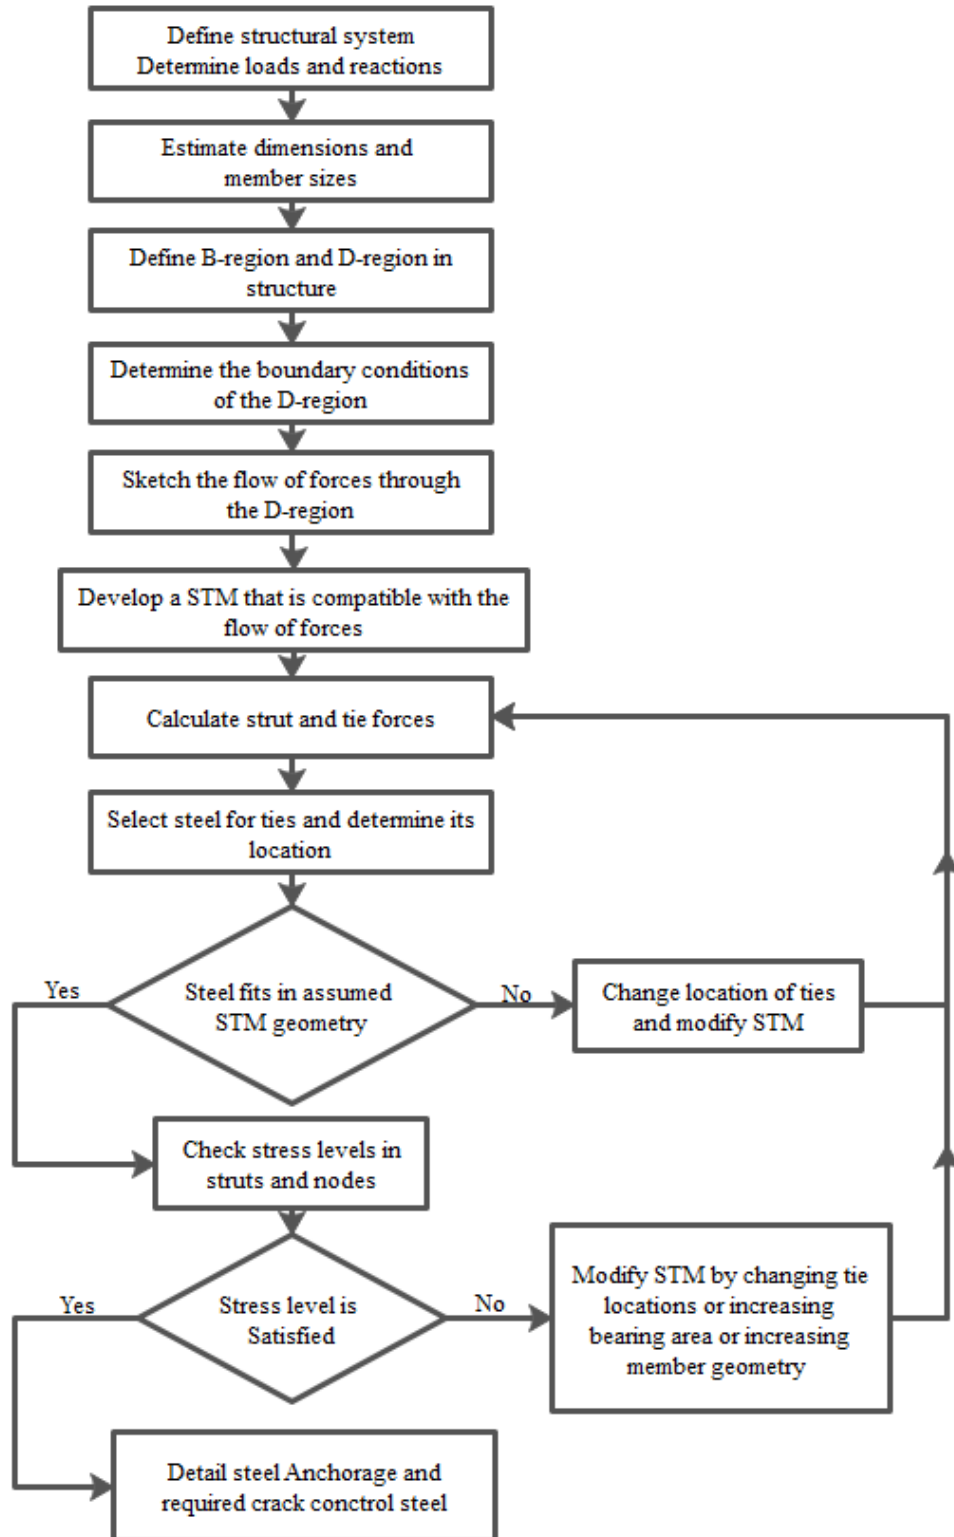 Define structural system
Determine loads and reactions
Estimate dimensions and
member sizes
Define B-region and D-region in
structure
Determine the boundary conditions
of the D-region
Sketch the flow of forces through
the D-region
Develop a STM that is compatible with the
flow of forces
Calculate strut and tie forces
Select steel for ties and determine its
location
Yes
Steel fits in assumed
STM geometry
No
Change location of ties
and modify STM
Check stress levels in
struts and nodes
Yes
Stress level is
Satisfied
No
Modify STM by changing tie
locations or increasing
bearing area or increasing
member geometry
Detail steel Anchorage and
required crack conctrol steel